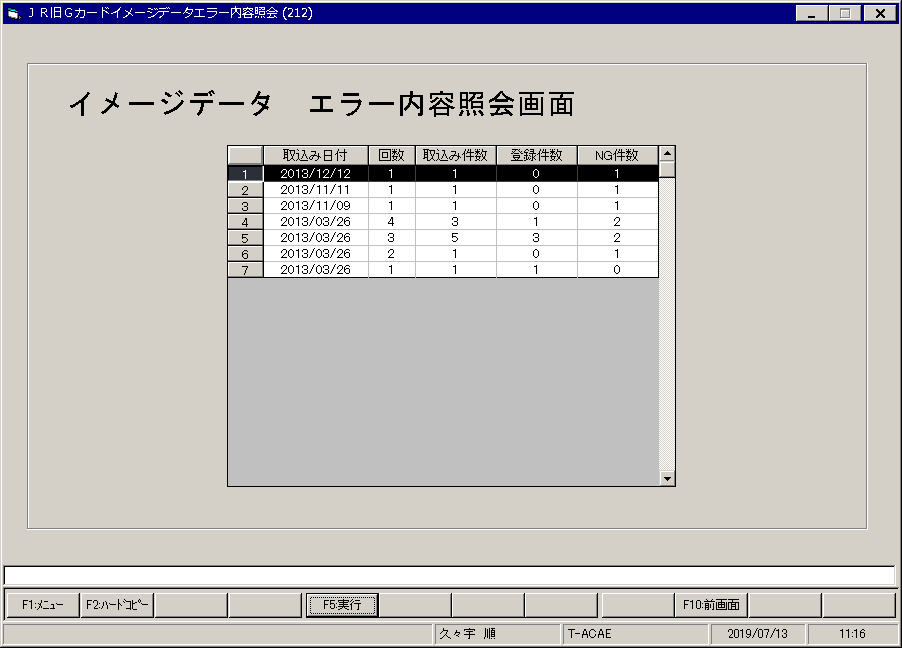 ＪＲ旧Ｇカードイメージデータエラー内容照会 (212)
イメージデータ　エラー内容照会画面
取込み日付 回数 取込み件数 登録件数 NG件数
1 2013/12/12 1 1 0 1
2 2013/11/11 1 1 0 1
3 2013/11/09 1 1 0 1
4 2013/03/26 4 3 1 2
5 2013/03/26 3 5 3 2
6 2013/03/26 2 1 0 1
7 2013/03/26 1 1 1 0
F1:ﾒﾆｭｰ F2:ﾊｰﾄﾞｺﾋﾟｰ F5:実行 F10:前画面
久々宇 順 T-ACAE 2019/07/13 11:16